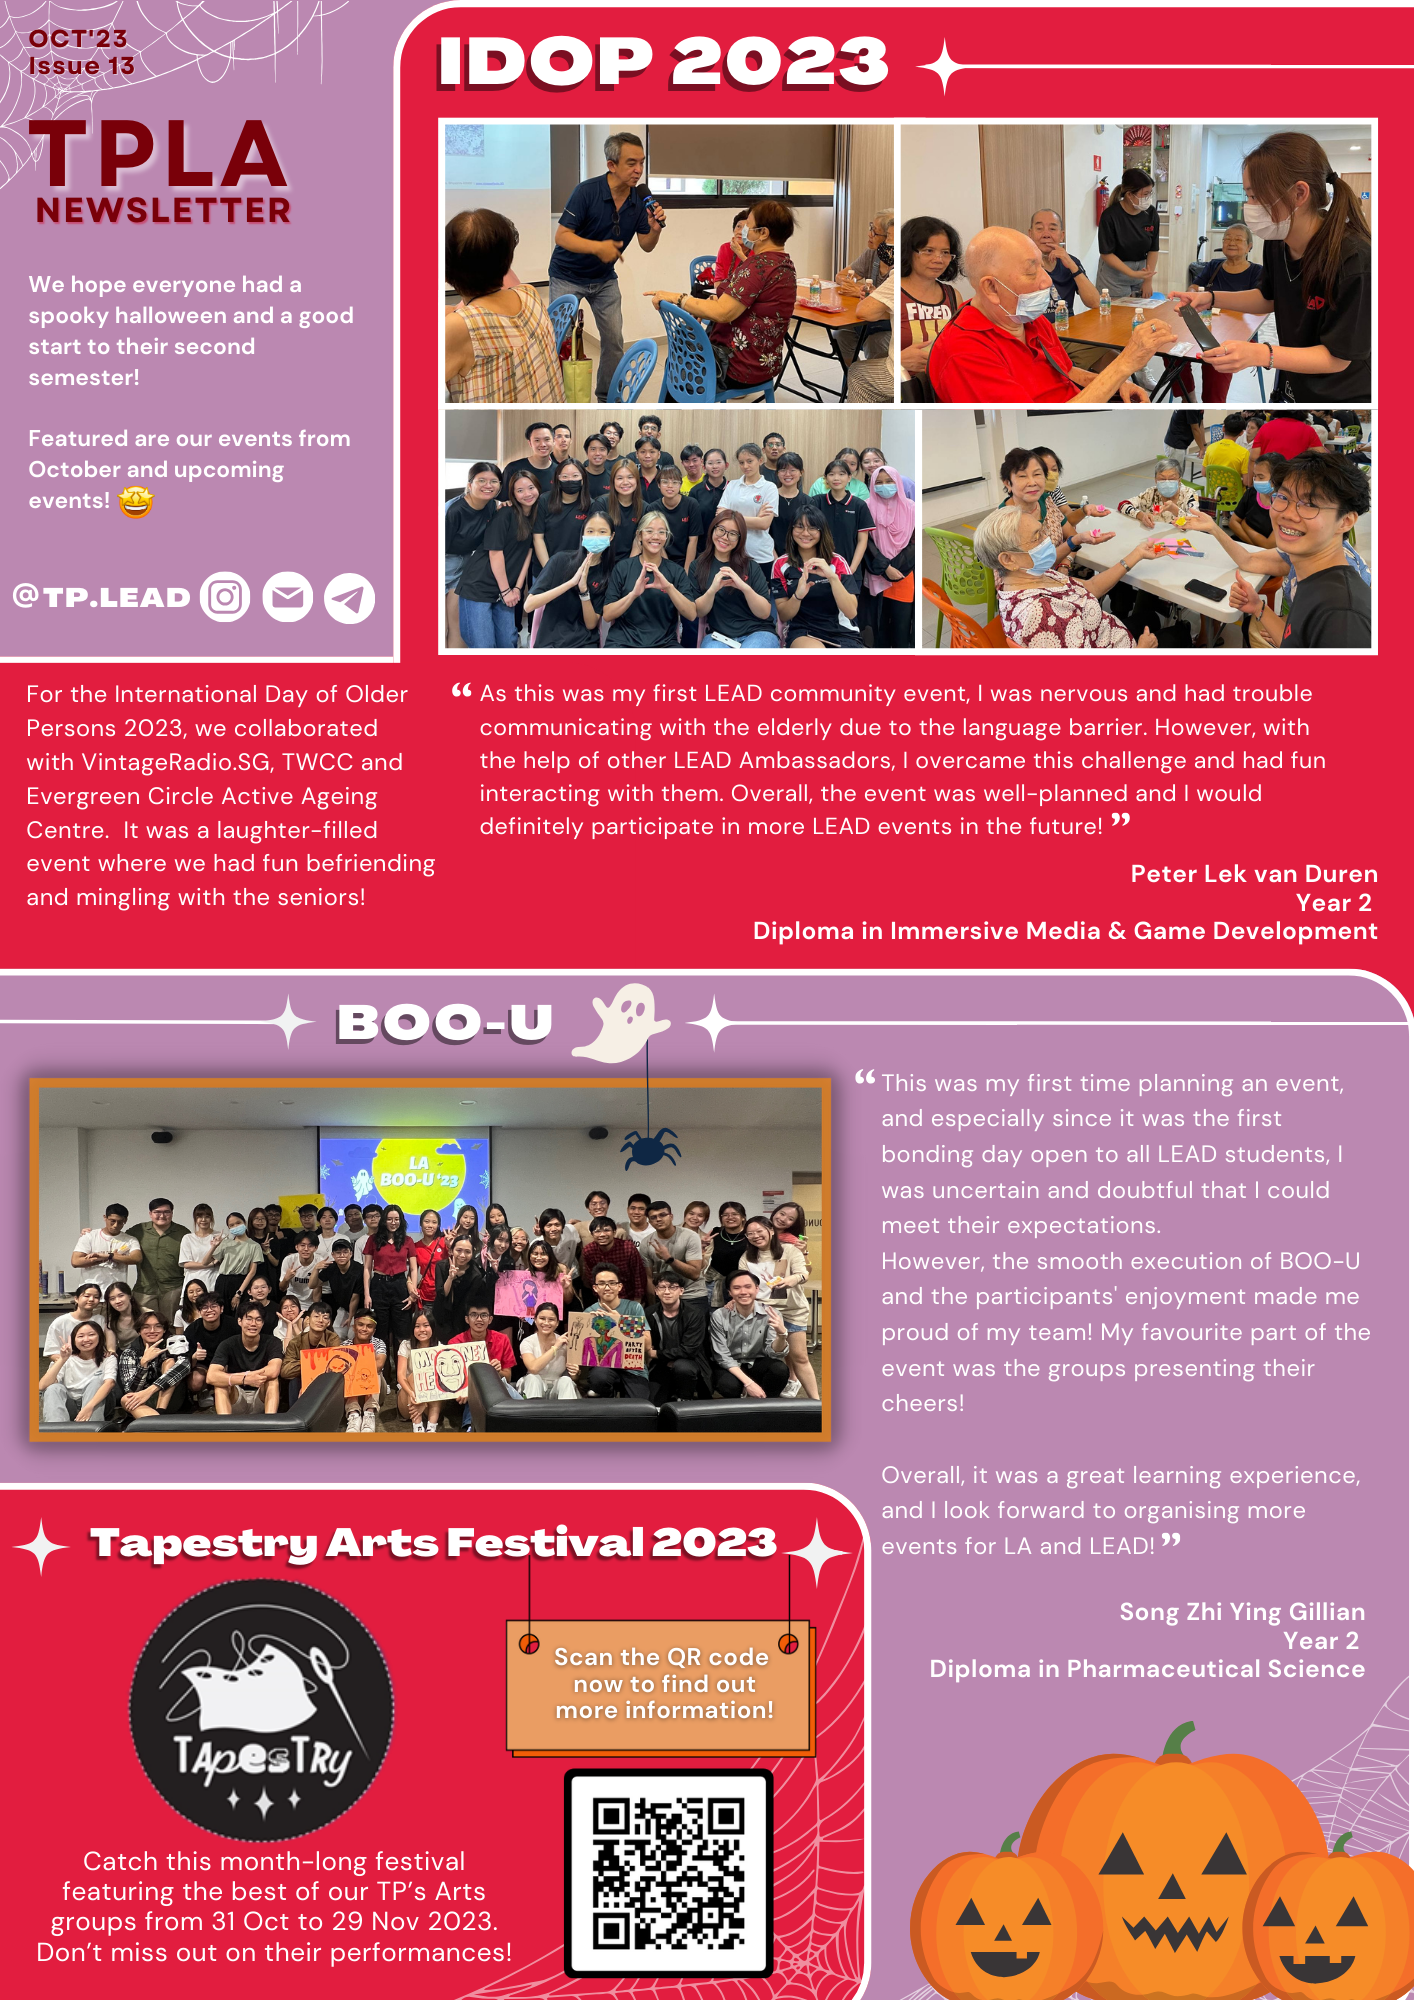 OCT'23
Issue 13
TPLA
NEWSLETTER
We hope everyone had a
spooky halloween and a good
start to their second
semester!
Featured are our events from
October and upcoming
events! 🤩
@TP.LEAD
IDOP 2023
FIRED
For the International Day of Older
Persons 2023, we collaborated
with VintageRadio.SG, TWCC and
Evergreen Circle Active Ageing
Centre.  It was a laughter-filled
event where we had fun befriending
and mingling with the seniors!
“ As this was my first LEAD community event, I was nervous and had trouble
communicating with the elderly due to the language barrier. However, with
the help of other LEAD Ambassadors, I overcame this challenge and had fun
interacting with them. Overall, the event was well-planned and I would
definitely participate in more LEAD events in the future! ”
Peter Lek van Duren
Year 2
Diploma in Immersive Media & Game Development
BOO-U
LA
BOO-U '23
PARTY
AFTER
DEATH
“ This was my first time planning an event,
and especially since it was the first
bonding day open to all LEAD students, I
was uncertain and doubtful that I could
meet their expectations.
However, the smooth execution of BOO-U
and the participants' enjoyment made me
proud of my team! My favourite part of the
event was the groups presenting their
cheers!
Overall, it was a great learning experience,
and I look forward to organising more
events for LA and LEAD! ”
Song Zhi Ying Gillian
Year 2
Diploma in Pharmaceutical Science
Tapestry Arts Festival 2023
TApesTRy
Scan the QR code
now to find out
more information!
Catch this month-long festival
featuring the best of our TP’s Arts
groups from 31 Oct to 29 Nov 2023.
Don’t miss out on their performances!